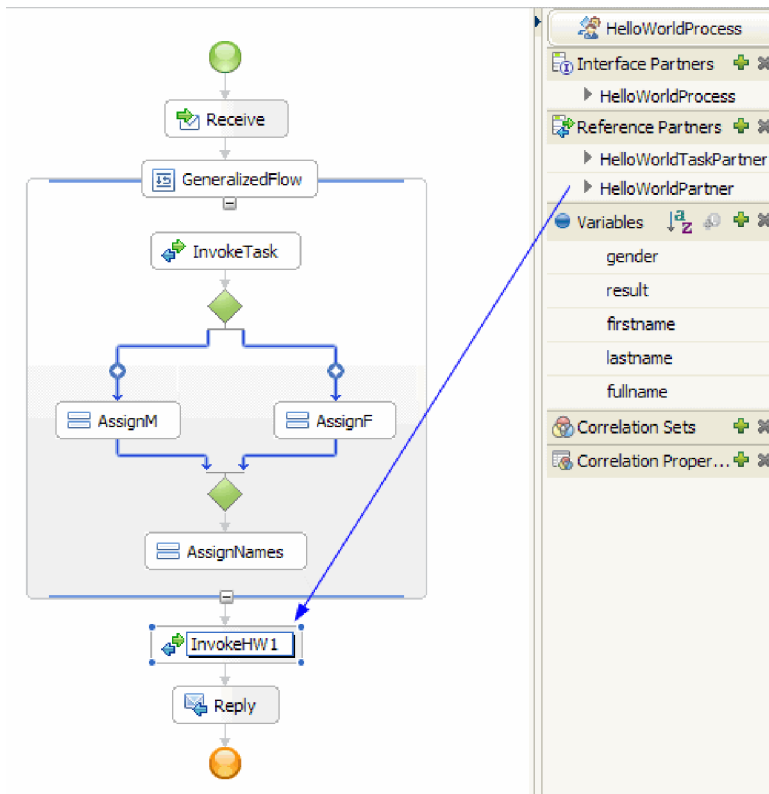 Receive
GeneralizedFlow
InvokeTask
AssignM
AssignF
AssignNames
InvokeHW1
Reply
HelloWorldProcess
Interface Partners
HelloWorldProcess
Reference Partners
HelloWorldTaskPartner
HelloWorldPartner
Variables
gender
result
firstname
lastname
fullname
Correlation Sets
Correlation Proper...